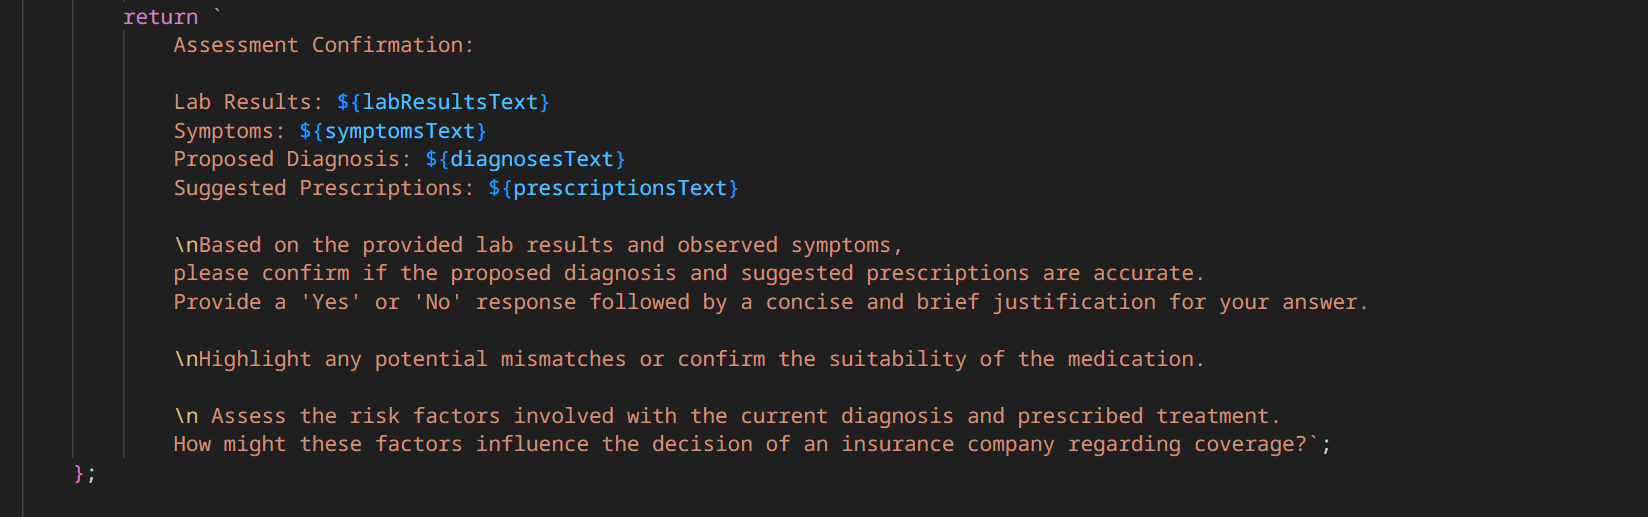 return `
Assessment Confirmation:
Lab Results: ${labResultsText}
Symptoms: ${symptomsText}
Proposed Diagnosis: ${diagnosesText}
Suggested Prescriptions: ${prescriptionsText}
\nBased on the provided lab results and observed symptoms,
please confirm if the proposed diagnosis and suggested prescriptions are accurate.
Provide a 'Yes' or 'No' response followed by a concise and brief justification for your answer.
\nHighlight any potential mismatches or confirm the suitability of the medication.
\n Assess the risk factors involved with the current diagnosis and prescribed treatment.
How might these factors influence the decision of an insurance company regarding coverage?`;
};